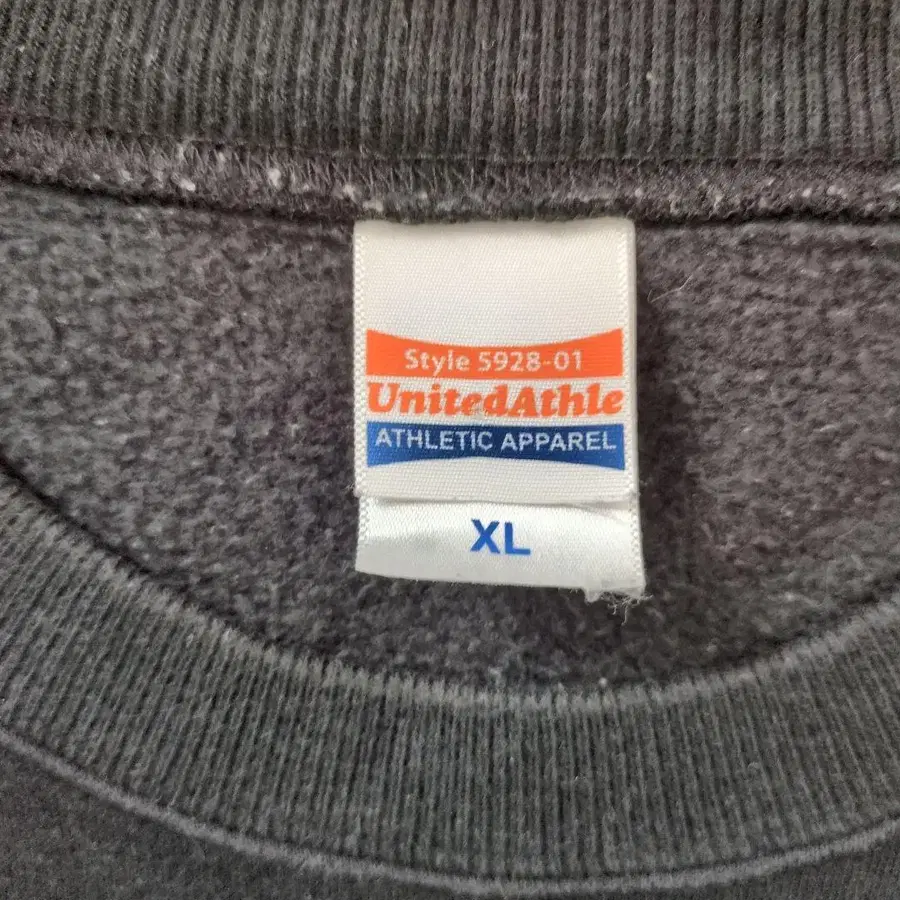 Style 5928-01
UnitedAthle
ATHLETIC APPAREL
XL